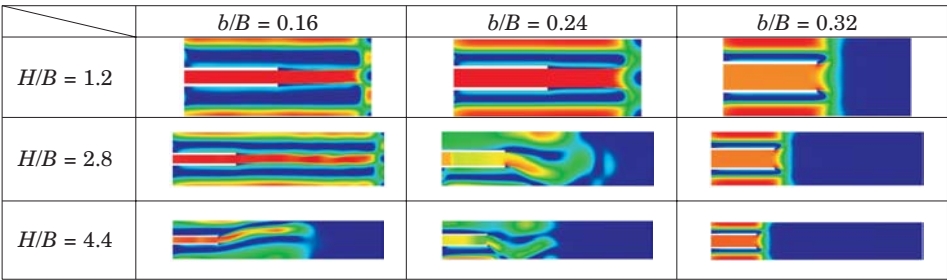 b/B = 0.16 b/B = 0.24 b/B = 0.32
H/B = 1.2
H/B = 2.8
H/B = 4.4